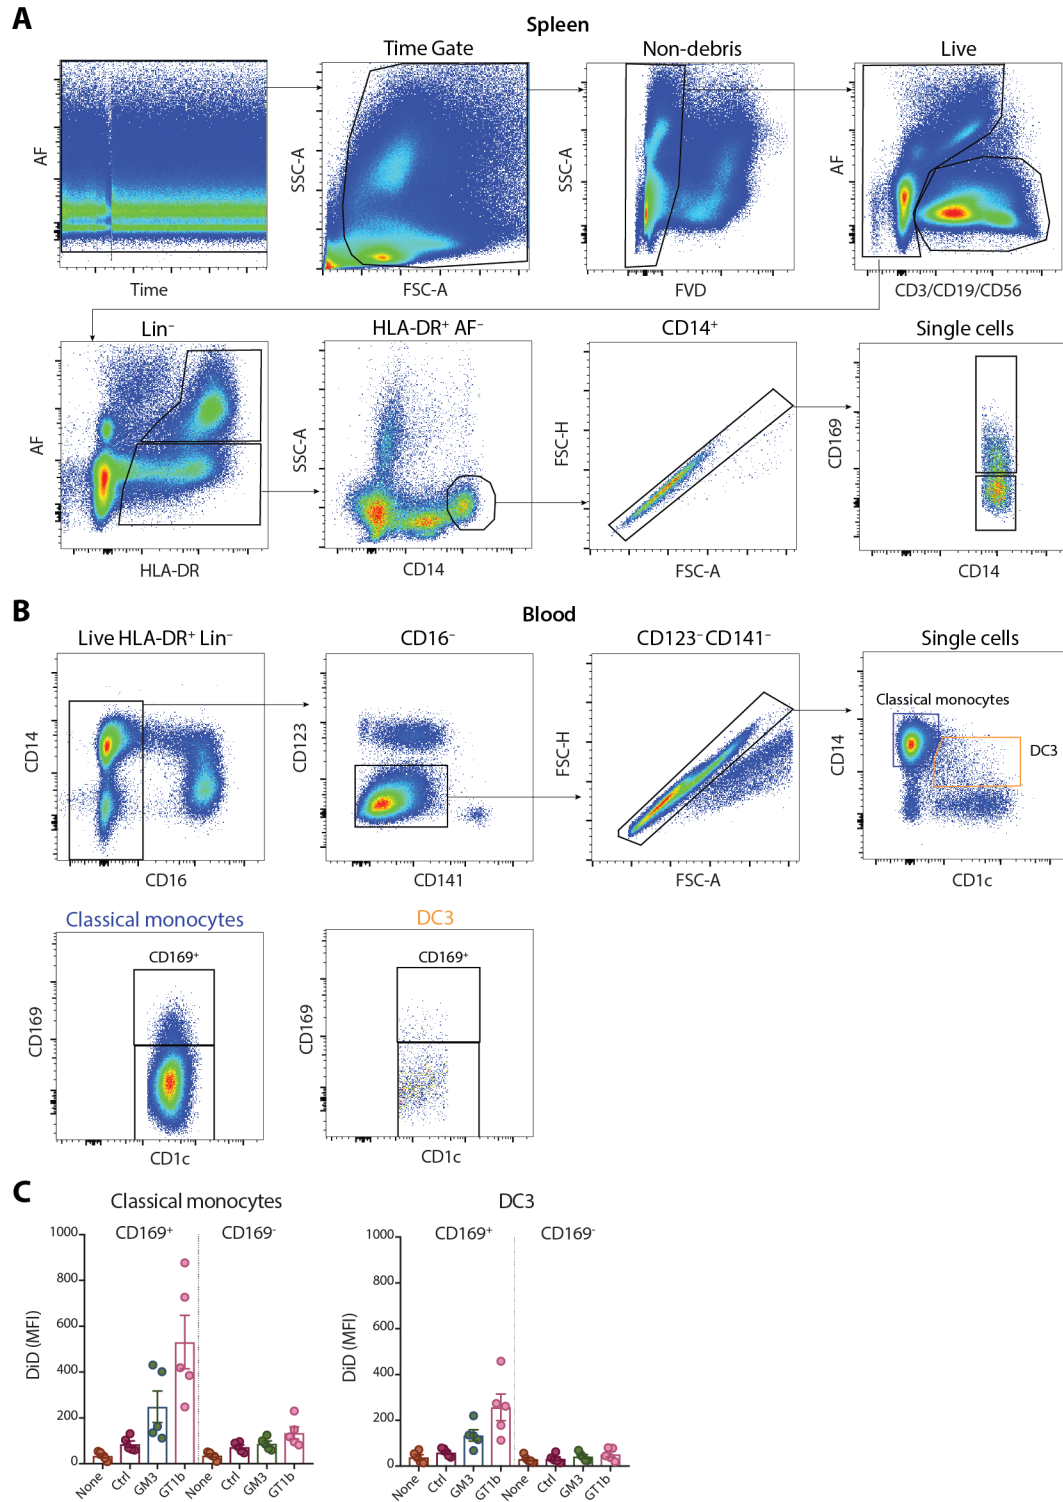 A
Spleen
Time Gate
Non-debris
Live
AF
SSC-A
SSC-A
AF
Time
FSC-A
FVD
CD3/CD19/CD56
Lin⁻
HLA-DR⁺ AF⁻
CD14⁺
Single cells
AF
SSC-A
FSC-H
CD169
HLA-DR
CD14
FSC-A
CD14
B
Blood
Live HLA-DR⁺ Lin⁻
CD16⁻
CD123⁻CD141⁻
Single cells
CD14
CD123
FSC-H
CD14
Classical monocytes
DC3
CD16
CD141
FSC-A
CD1c
Classical monocytes
DC3
CD169⁺
CD169⁺
CD169
CD169
CD1c
CD1c
C
Classical monocytes
DC3
CD169⁺
CD169⁻
CD169⁺
CD169⁻
DiD (MFI)
1000
800
600
400
200
0
None
Ctrl
GM3
GT1b
None
Ctrl
GM3
GT1b
DiD (MFI)
1000
800
600
400
200
0
None
Ctrl
GM3
GT1b
None
Ctrl
GM3
GT1b